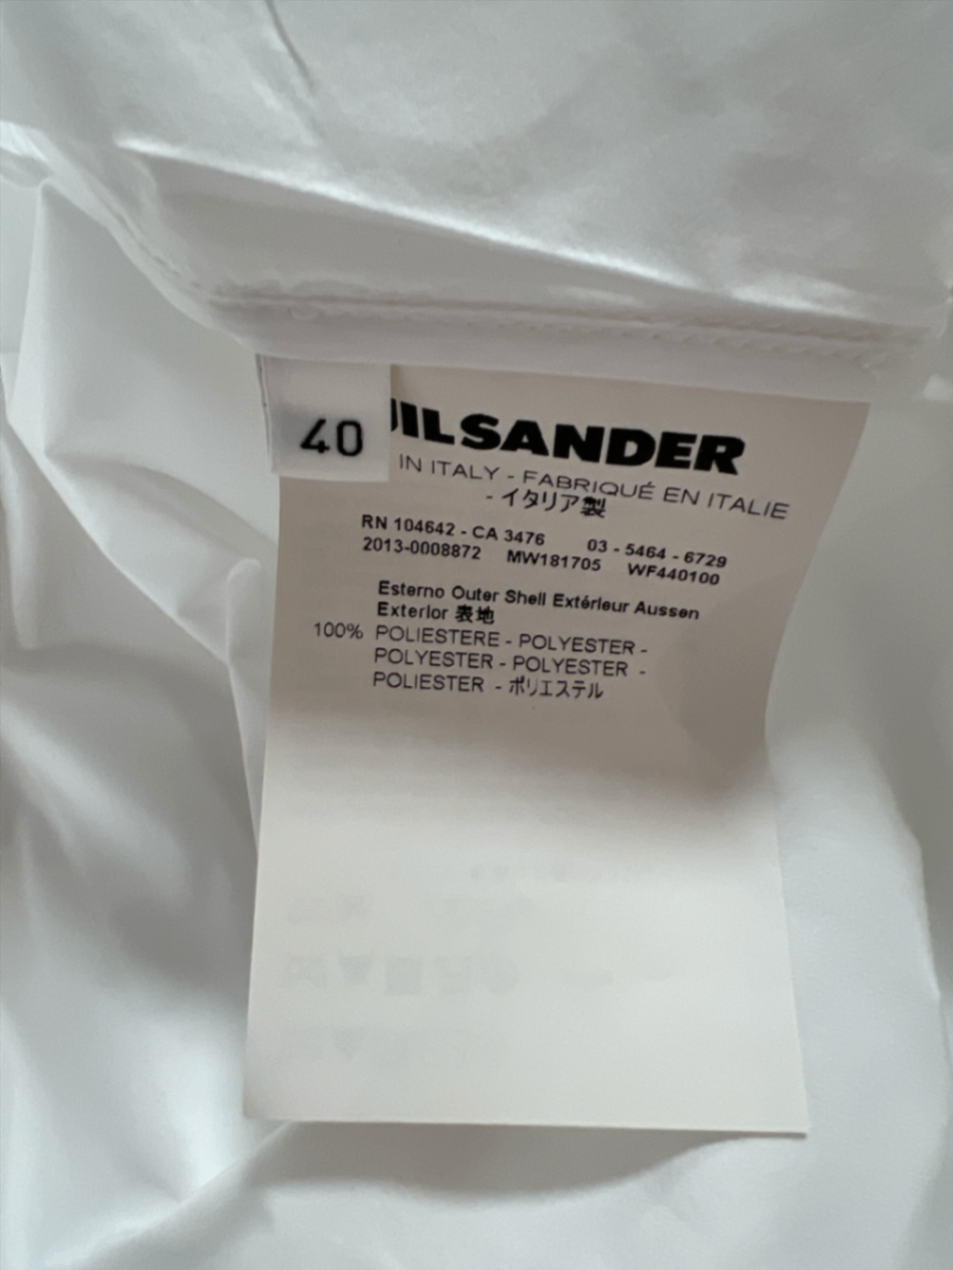 40
JIL SANDER
IN ITALY - FABRIQUÉ EN ITALIE
- イタリア製
RN 104642 - CA 3476 03 - 5464 - 6729
2013-0008872 MW181705 WF440100
Esterno Outer Shell Extérieur Aussen
Exterior 表地
100% POLIESTERE - POLYESTER -
POLYESTER - POLYESTER -
POLIESTER - ポリエステル